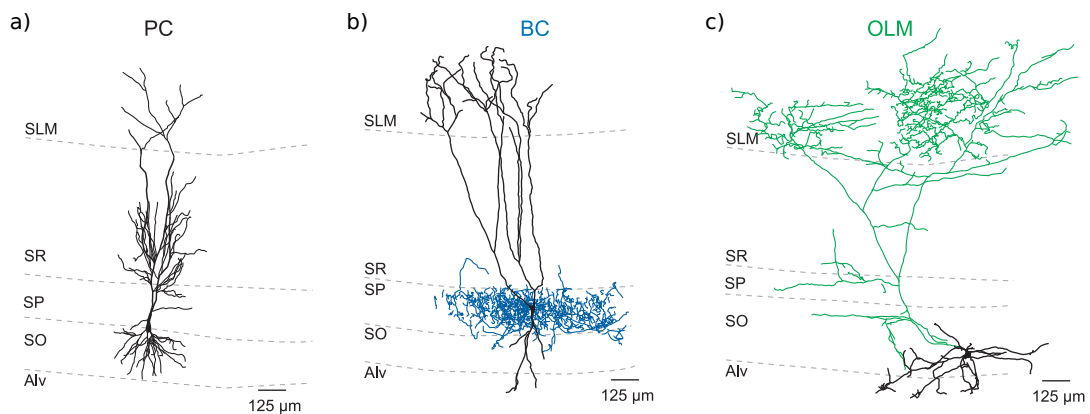 a) PC
SLM
SR
SP
SO
Alv
125 µm
b) BC
SLM
SR
SP
SO
Alv
125 µm
c) OLM
SLM
SR
SP
SO
Alv
125 µm